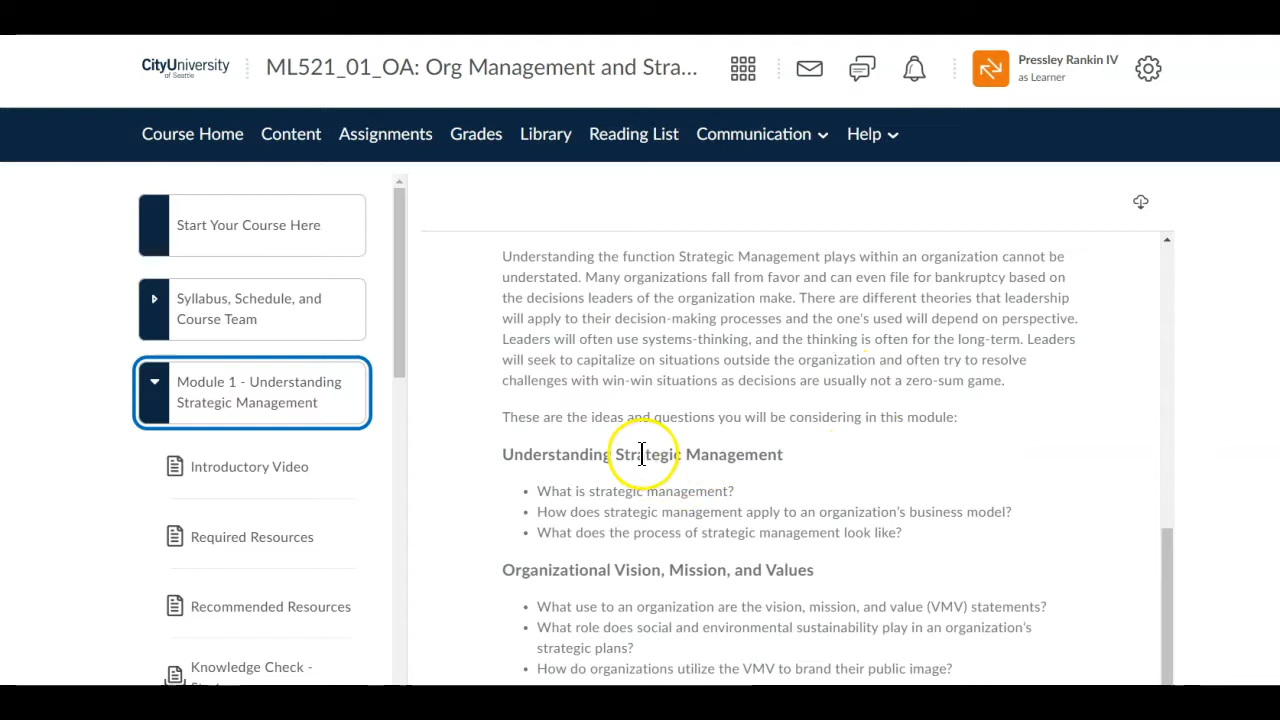 CityUniversity
of Seattle
ML521_01_OA: Org Management and Stra...
Pressley Rankin IV
as Learner
Course Home
Content
Assignments
Grades
Library
Reading List
Communication
Help
Start Your Course Here
Syllabus, Schedule, and
Course Team
Module 1 - Understanding
Strategic Management
Introductory Video
Required Resources
Recommended Resources
Knowledge Check -
Understanding the function Strategic Management plays within an organization cannot be
understated. Many organizations fall from favor and can even file for bankruptcy based on
the decisions leaders of the organization make. There are different theories that leadership
will apply to their decision-making processes and the one's used will depend on perspective.
Leaders will often use systems-thinking, and the thinking is often for the long-term. Leaders
will seek to capitalize on situations outside the organization and often try to resolve
challenges with win-win situations as decisions are usually not a zero-sum game.
These are the ideas and questions you will be considering in this module:
Understanding Strategic Management
• What is strategic management?
• How does strategic management apply to an organization’s business model?
• What does the process of strategic management look like?
Organizational Vision, Mission, and Values
• What use to an organization are the vision, mission, and value (VMV) statements?
• What role does social and environmental sustainability play in an organization’s
strategic plans?
• How do organizations utilize the VMV to brand their public image?